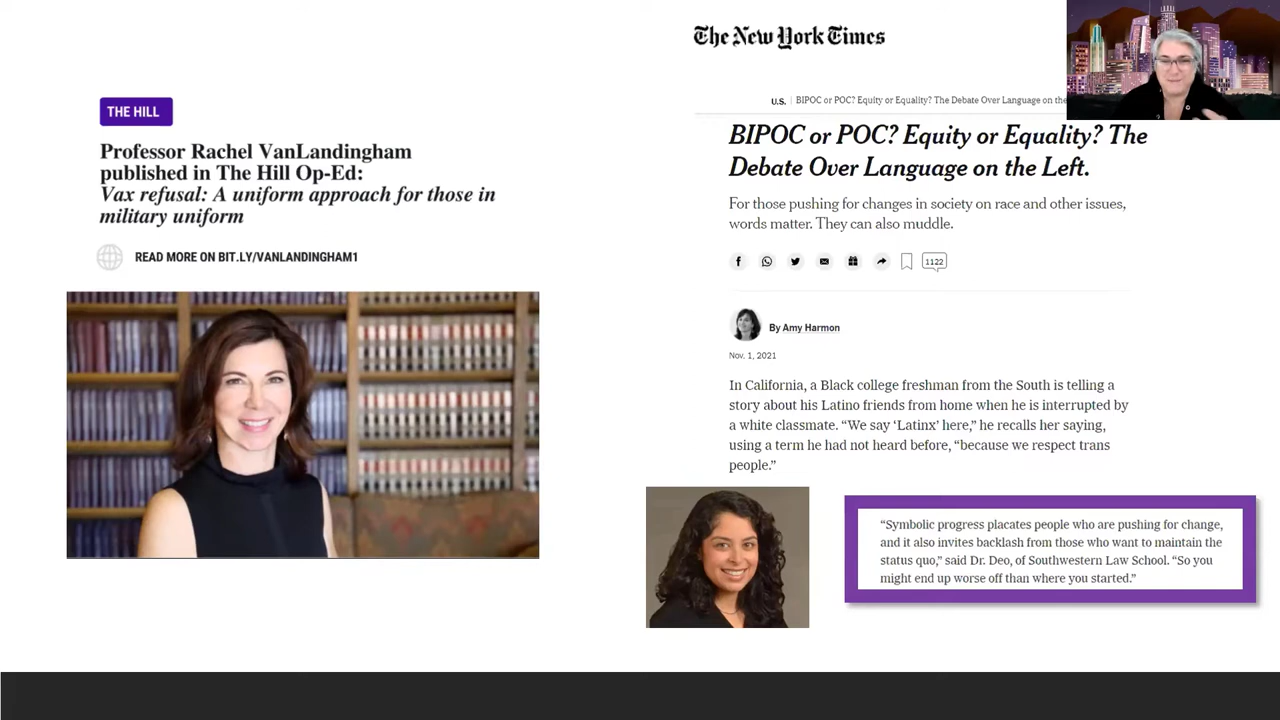 THE HILL
Professor Rachel VanLandingham
published in The Hill Op-Ed:
Vax refusal: A uniform approach for those in
military uniform
READ MORE ON BIT.LY/VANLANDINGHAM1
The New York Times
U.S. | BIPOC or POC? Equity or Equality? The Debate Over Language on the
BIPOC or POC? Equity or Equality? The
Debate Over Language on the Left.
For those pushing for changes in society on race and other issues,
words matter. They can also muddle.
1122
By Amy Harmon
Nov. 1, 2021
In California, a Black college freshman from the South is telling a
story about his Latino friends from home when he is interrupted by
a white classmate. “We say ‘Latinx’ here,” he recalls her saying,
using a term he had not heard before, “because we respect trans
people.”
“Symbolic progress placates people who are pushing for change,
and it also invites backlash from those who want to maintain the
status quo,” said Dr. Deo, of Southwestern Law School. “So you
might end up worse off than where you started.”